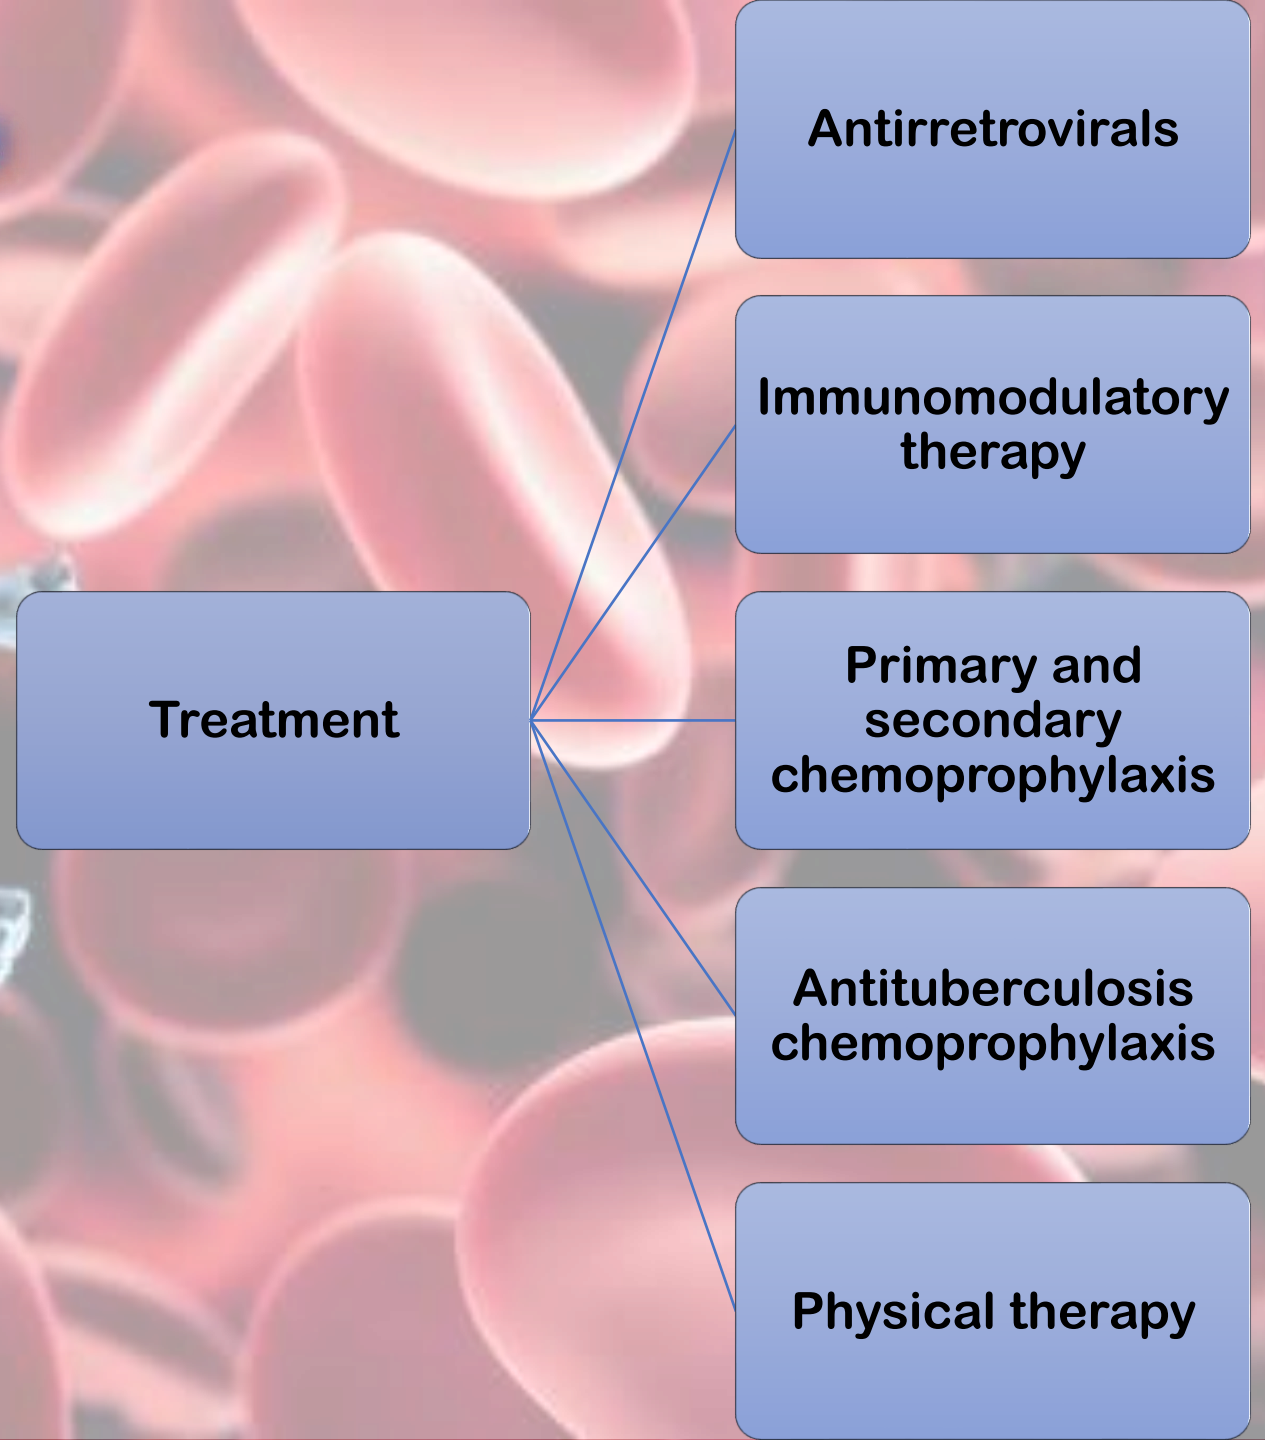 Treatment
Antirretrovirals
Immunomodulatory
therapy
Primary and
secondary
chemoprophylaxis
Antituberculosis
chemoprophylaxis
Physical therapy